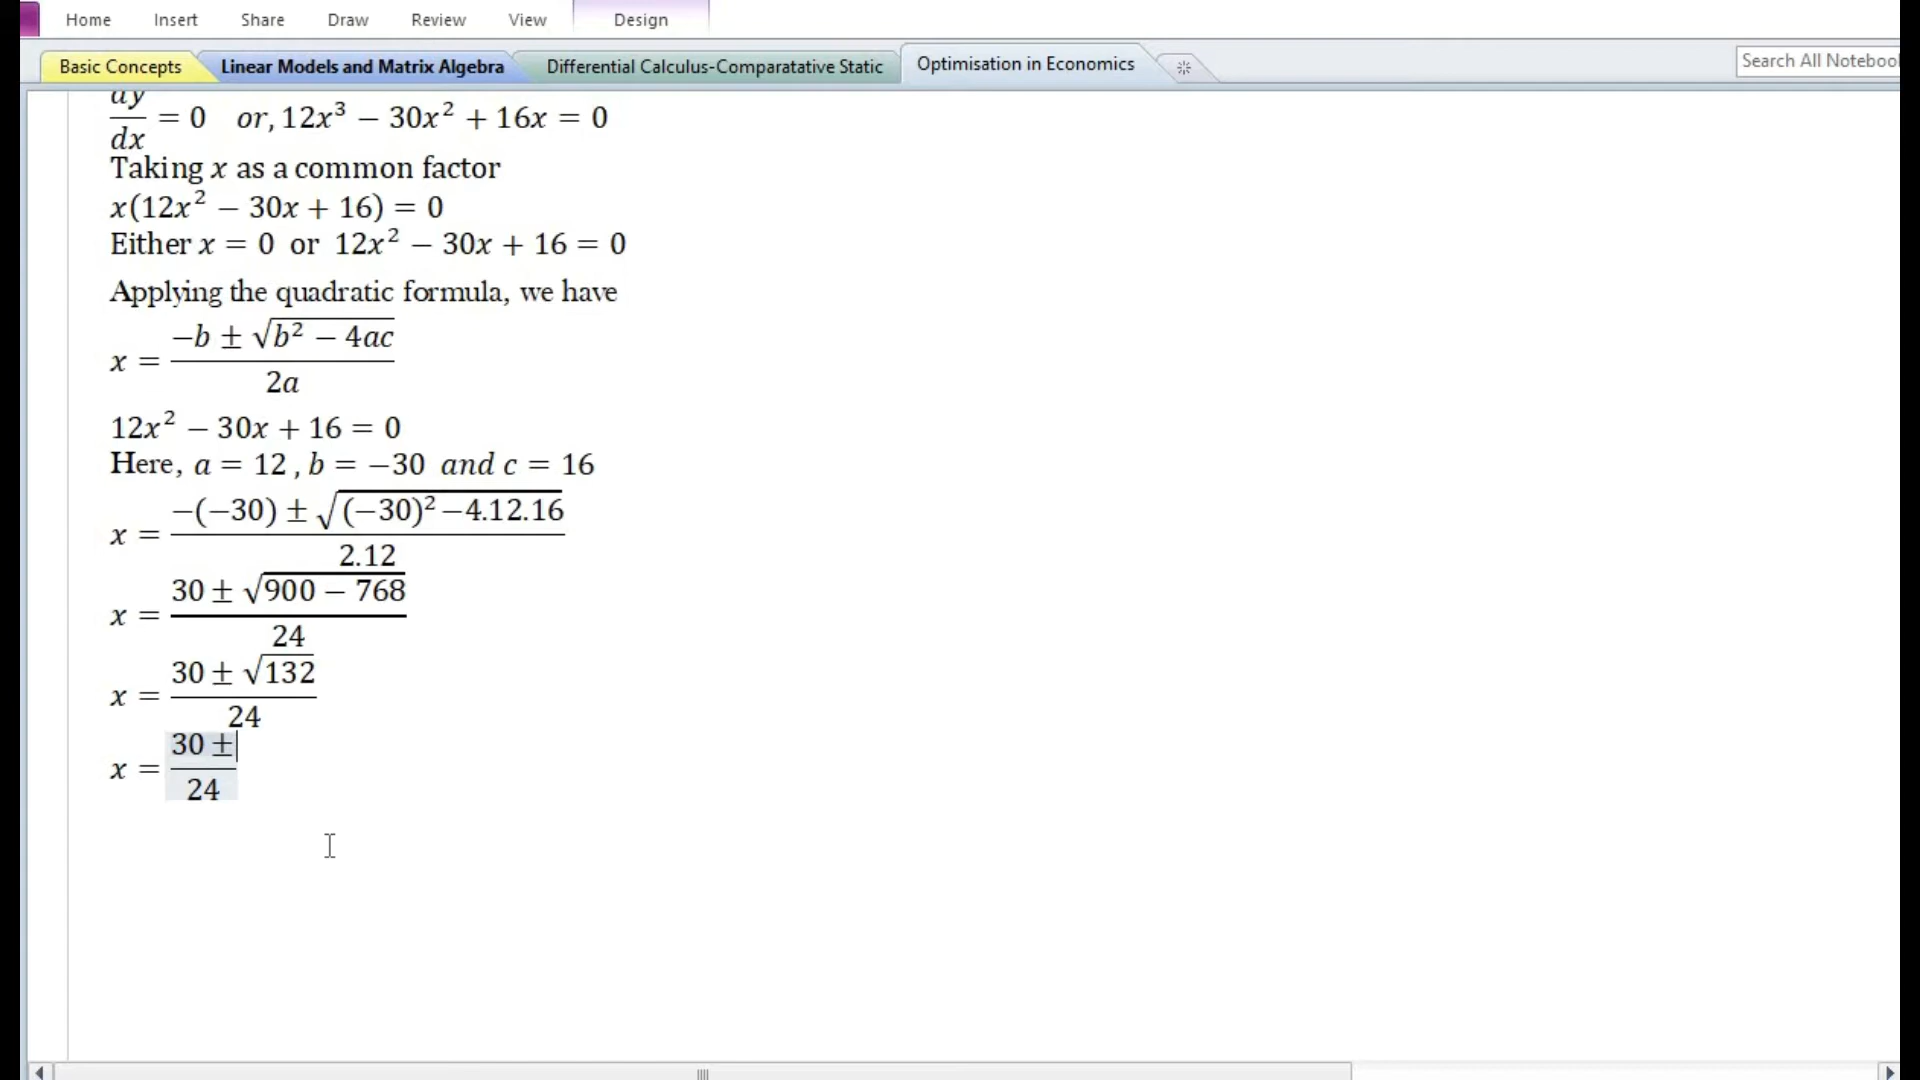 Home Insert Share Draw Review View Design
Basic Concepts Linear Models and Matrix Algebra Differential Calculus-Comparatative Static Optimisation in Economics Search All Noteboo
dy/dx = 0 or, 12x³ − 30x² + 16x = 0
Taking x as a common factor
x(12x² − 30x + 16) = 0
Either x = 0 or 12x² − 30x + 16 = 0
Applying the quadratic formula, we have
x = (−b ± √(b² − 4ac))/2a
12x² − 30x + 16 = 0
Here, a = 12 , b = −30 and c = 16
x = (−(−30) ± √((−30)² −4.12.16))/2.12
x = (30 ± √(900 − 768))/24
x = (30 ± √132)/24
x = (30 ±)/24